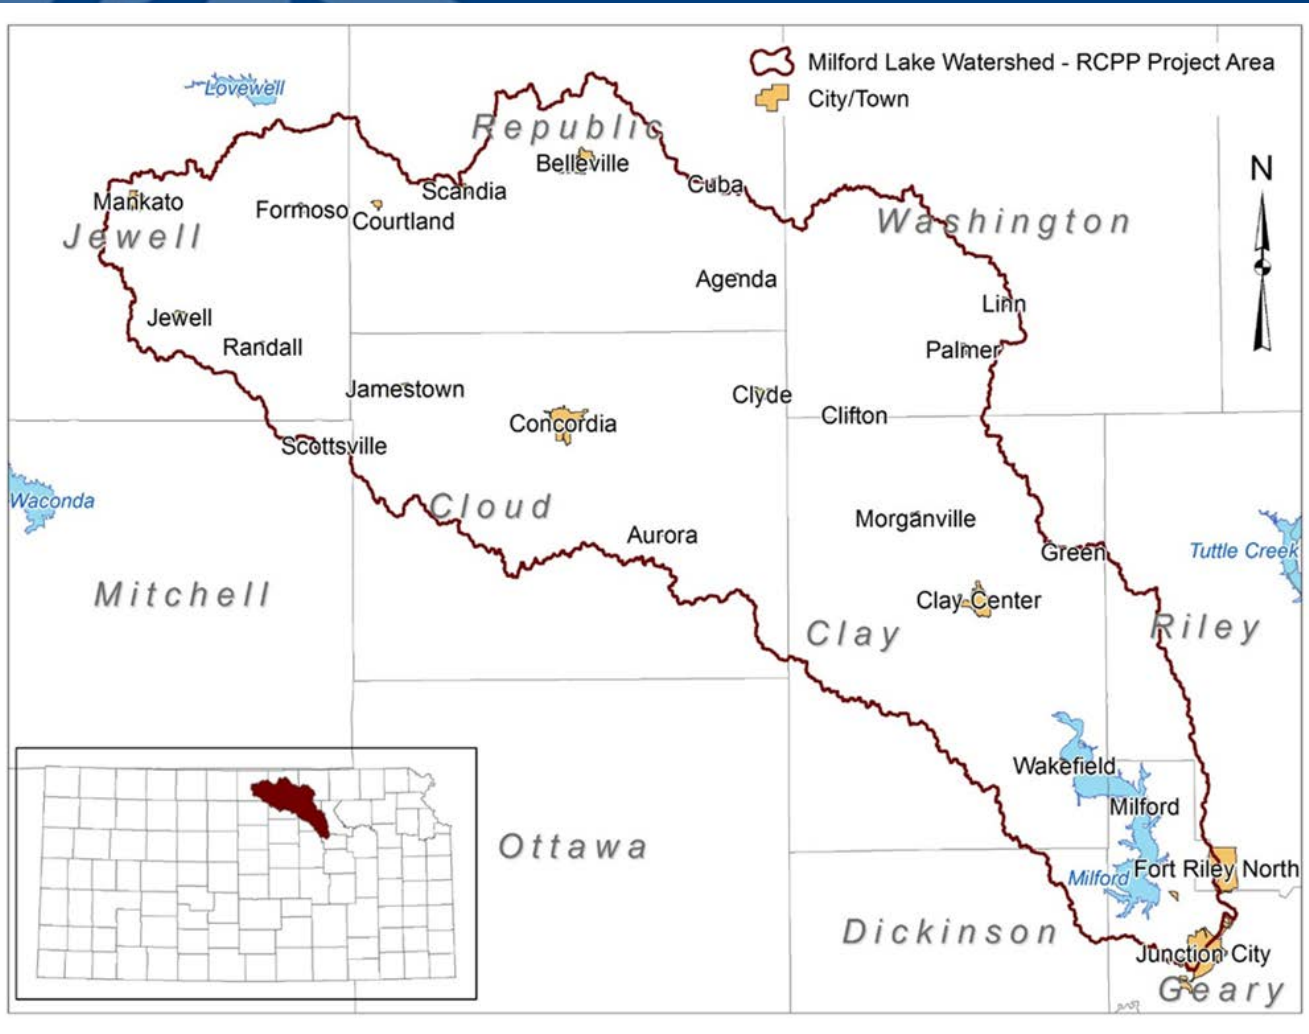 Milford Lake Watershed - RCPP Project Area
City/Town
Lovewell
Republic
Belleville
N
Cuba
Scandia
Mankato
Formoso
Courtland
Washington
Jewell
Agenda
Linn
Jewell
Randall
Palmer
Jamestown
Clyde
Clifton
Concordia
Scottsville
Waconda
Cloud
Morganville
Aurora
Green
Tuttle Creek
Mitchell
Clay Center
Clay
Riley
Wakefield
Milford
Ottawa
Fort Riley North
Milford
Dickinson
Junction City
Geary